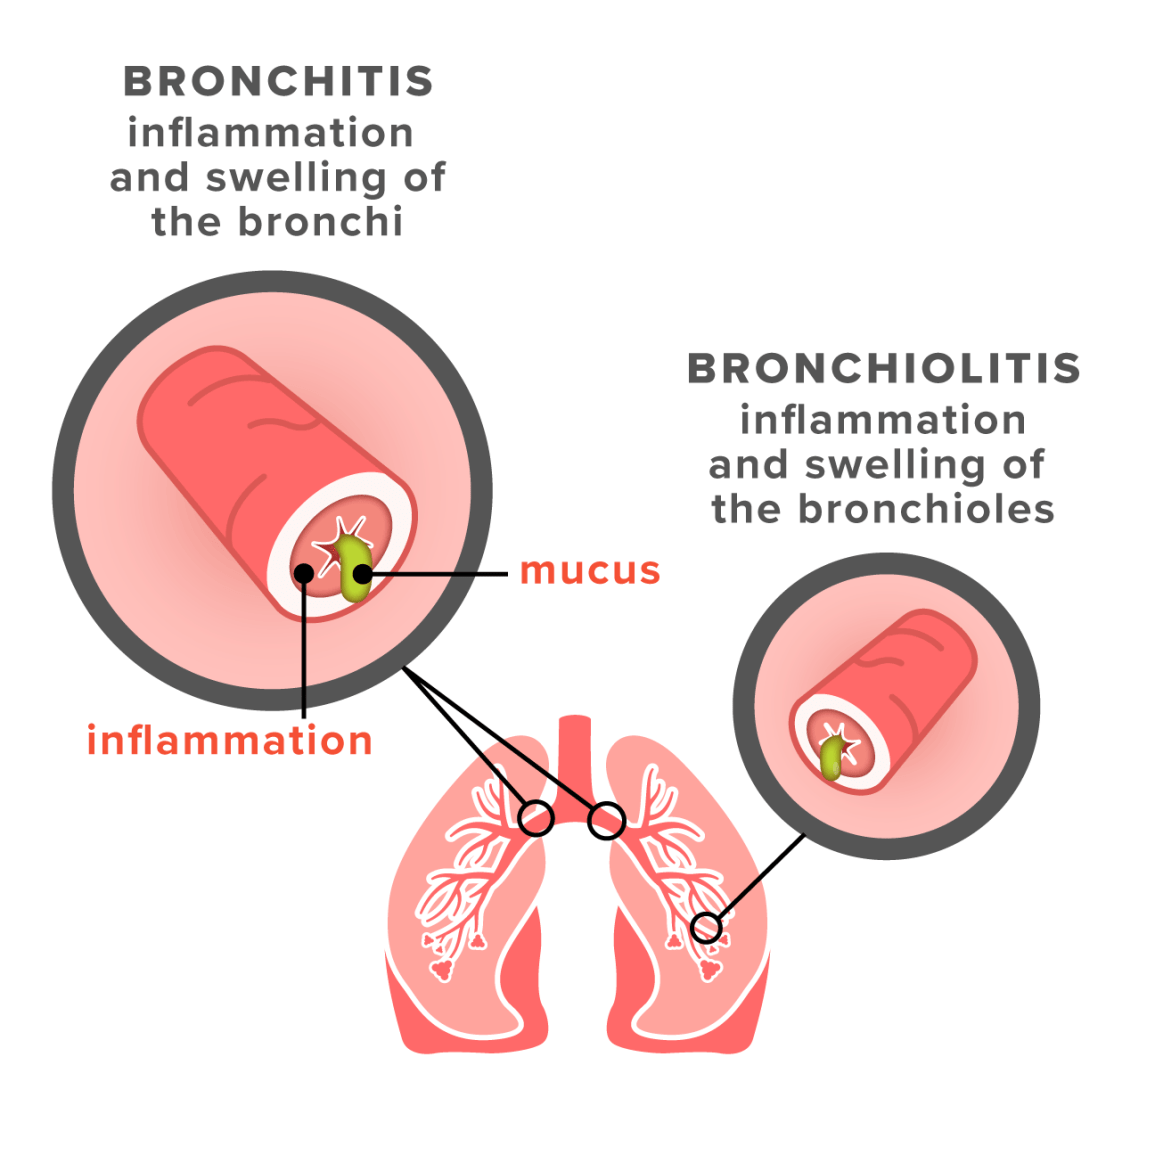 BRONCHITIS
inflammation
and swelling of
the bronchi
BRONCHIOLITIS
inflammation
and swelling of
the bronchioles
mucus
inflammation